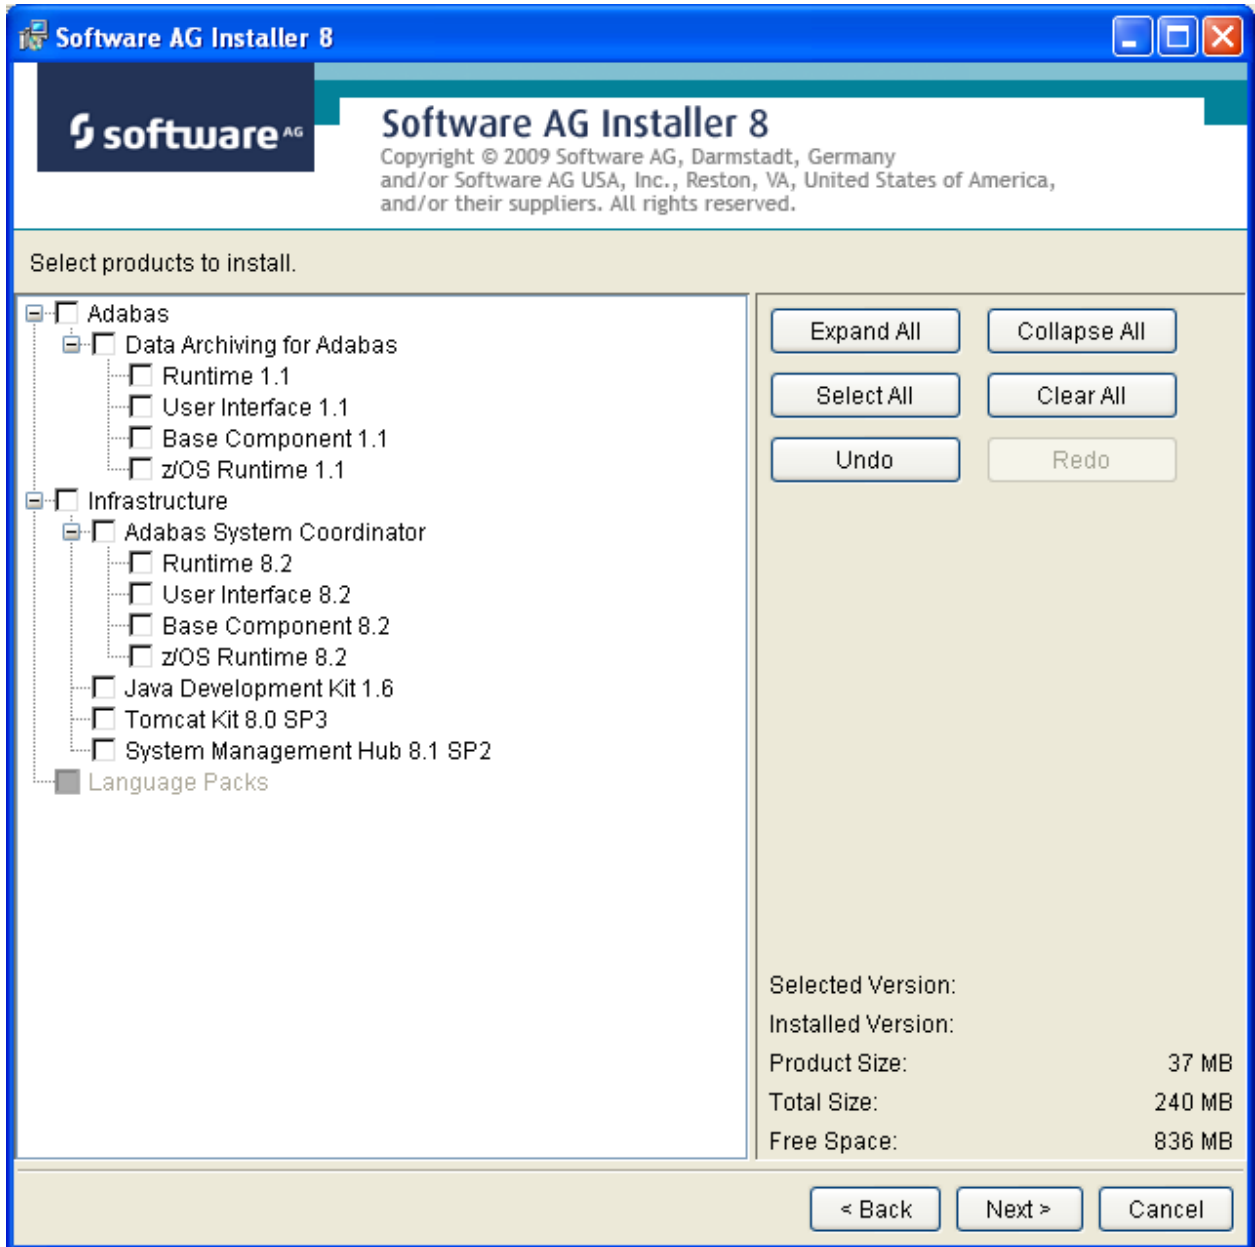 Software AG Installer 8
software AG
Software AG Installer 8
Copyright © 2009 Software AG, Darmstadt, Germany
and/or Software AG USA, Inc., Reston, VA, United States of America,
and/or their suppliers. All rights reserved.
Select products to install.
Adabas
Data Archiving for Adabas
Runtime 1.1
User Interface 1.1
Base Component 1.1
z/OS Runtime 1.1
Infrastructure
Adabas System Coordinator
Runtime 8.2
User Interface 8.2
Base Component 8.2
z/OS Runtime 8.2
Java Development Kit 1.6
Tomcat Kit 8.0 SP3
System Management Hub 8.1 SP2
Language Packs
Expand All Collapse All
Select All Clear All
Undo Redo
Selected Version:
Installed Version:
Product Size: 37 MB
Total Size: 240 MB
Free Space: 836 MB
< Back Next > Cancel